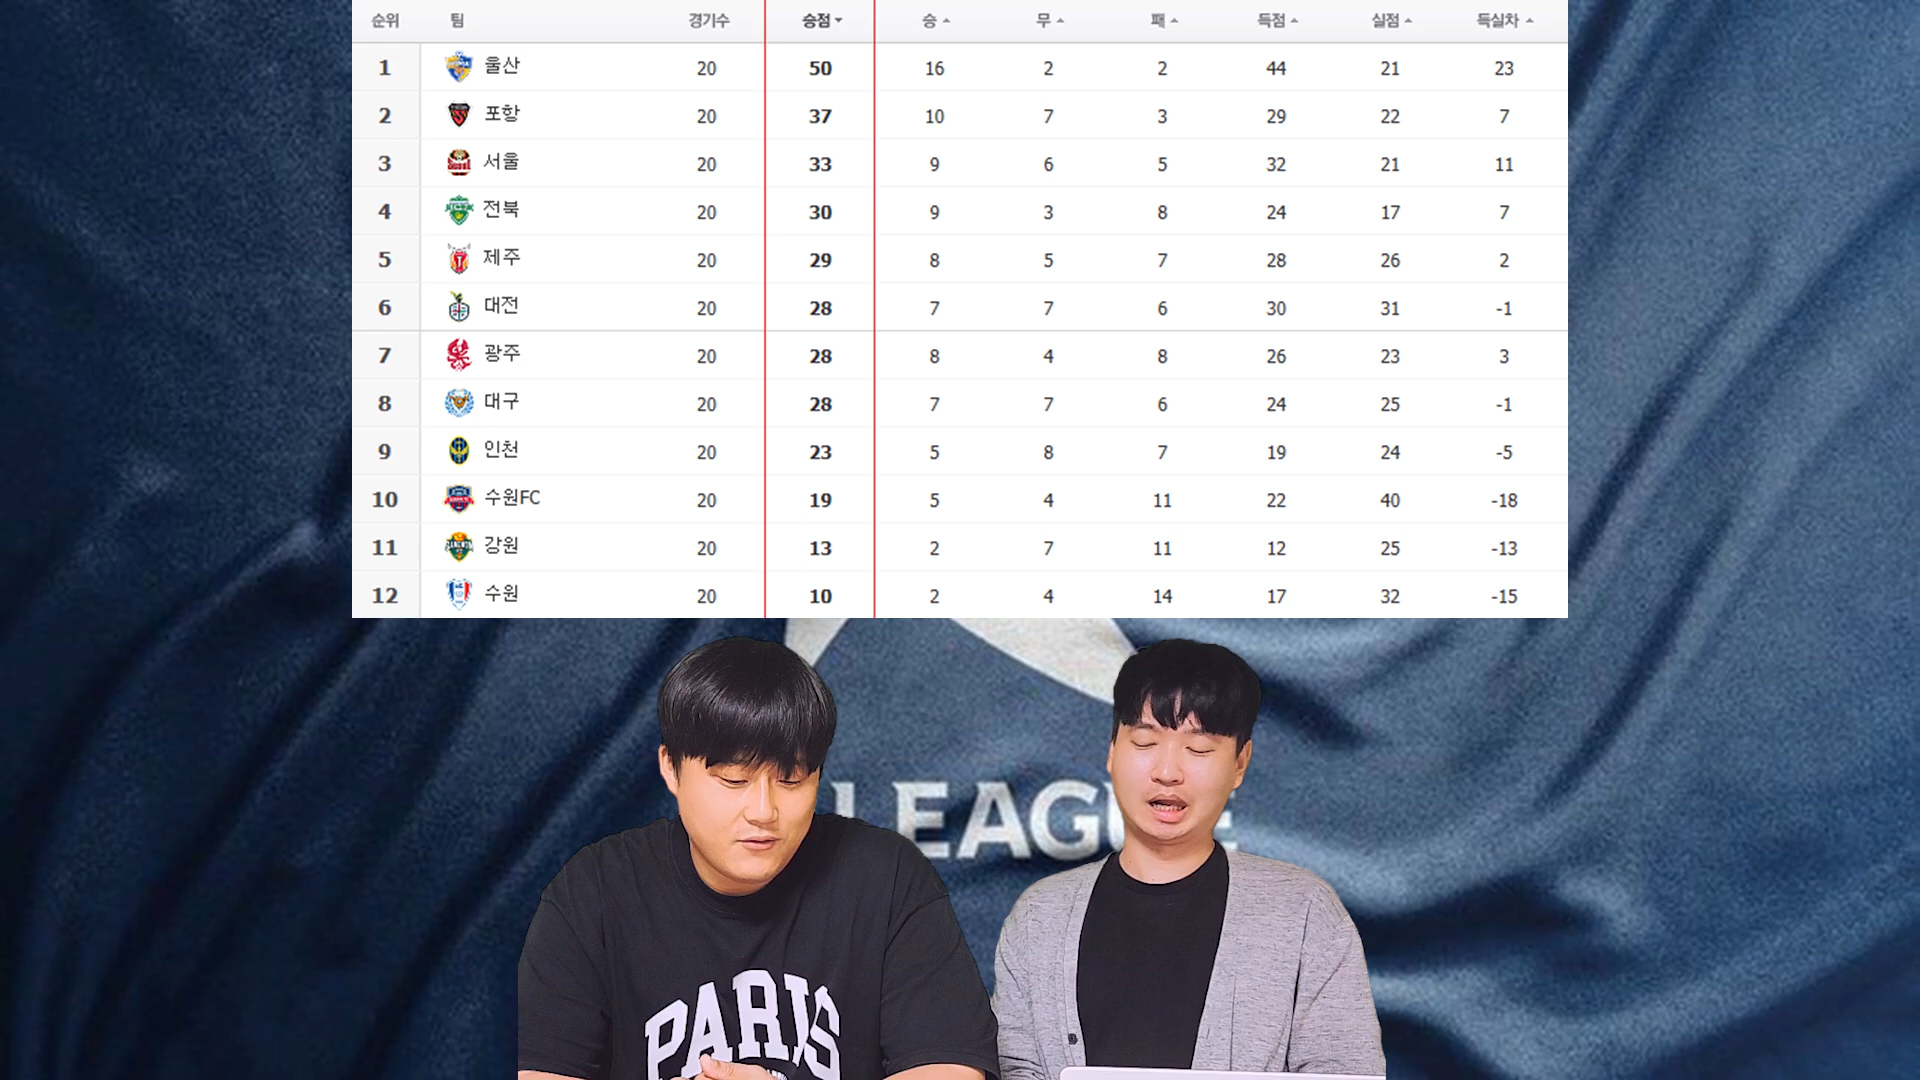 순위 팀 경기수 승점 승 무 패 득점 실점 득실차
1 울산 20 50 16 2 2 44 21 23
2 포항 20 37 10 7 3 29 22 7
3 서울 20 33 9 6 5 32 21 11
4 전북 20 30 9 3 8 24 17 7
5 제주 20 29 8 5 7 28 26 2
6 대전 20 28 7 7 6 30 31 -1
7 광주 20 28 8 4 8 26 23 3
8 대구 20 28 7 7 6 24 25 -1
9 인천 20 23 5 8 7 19 24 -5
10 수원FC 20 19 5 4 11 22 40 -18
11 강원 20 13 2 7 11 12 25 -13
12 수원 20 10 2 4 14 17 32 -15
LEAGUE
PARIS